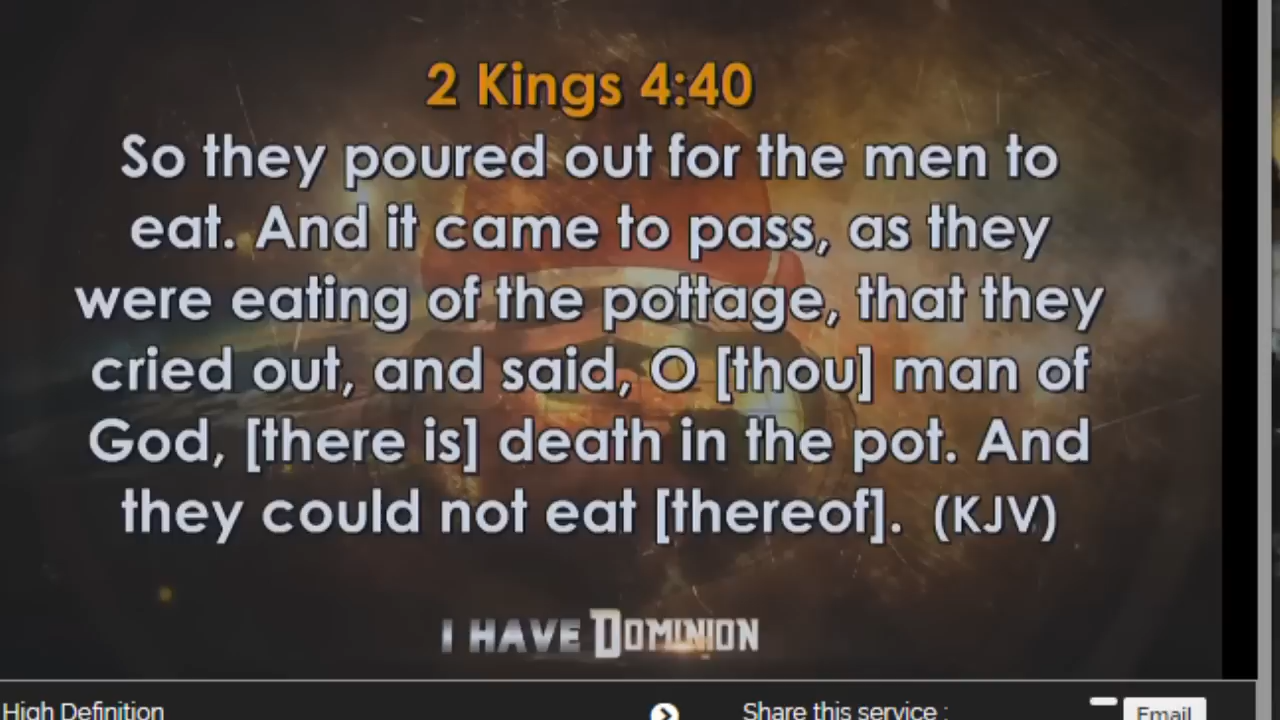 2 Kings 4:40
So they poured out for the men to
eat. And it came to pass, as they
were eating of the pottage, that they
cried out, and said, O [thou] man of
God, [there is] death in the pot. And
they could not eat [thereof]. (KJV)
I HAVE DOMINION
High Definition
Share this service :
Email